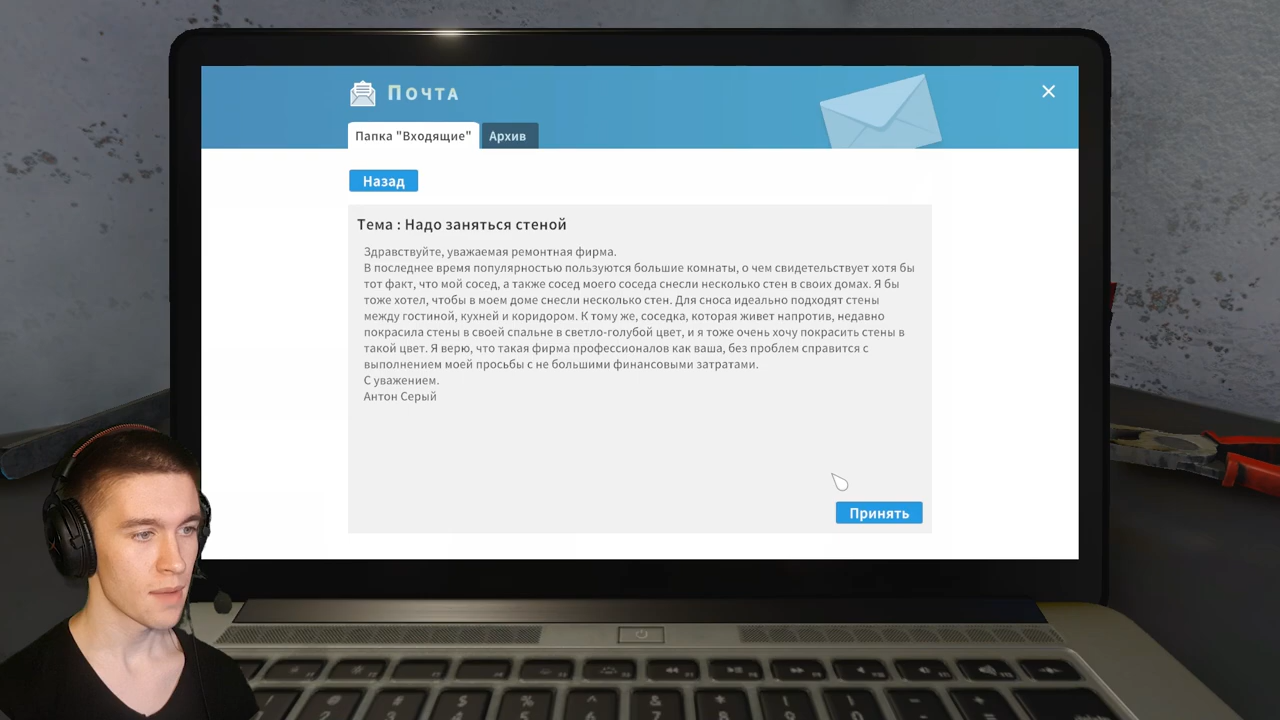 Почта
Папка "Входящие" Архив
Назад
Тема : Надо заняться стеной
Здравствуйте, уважаемая ремонтная фирма.
В последнее время популярностью пользуются большие комнаты, о чем свидетельствует хотя бы
тот факт, что мой сосед, а также сосед моего соседа снесли несколько стен в своих домах. Я бы
тоже хотел, чтобы в моем доме снесли несколько стен. Для сноса идеально подходят стены
между гостиной, кухней и коридором. К тому же, соседка, которая живет напротив, недавно
покрасила стены в своей спальне в светло-голубой цвет, и я тоже очень хочу покрасить стены в
такой цвет. Я верю, что такая фирма профессионалов как ваша, без проблем справится с
выполнением моей просьбы с не большими финансовыми затратами.
С уважением.
Антон Серый
Принять